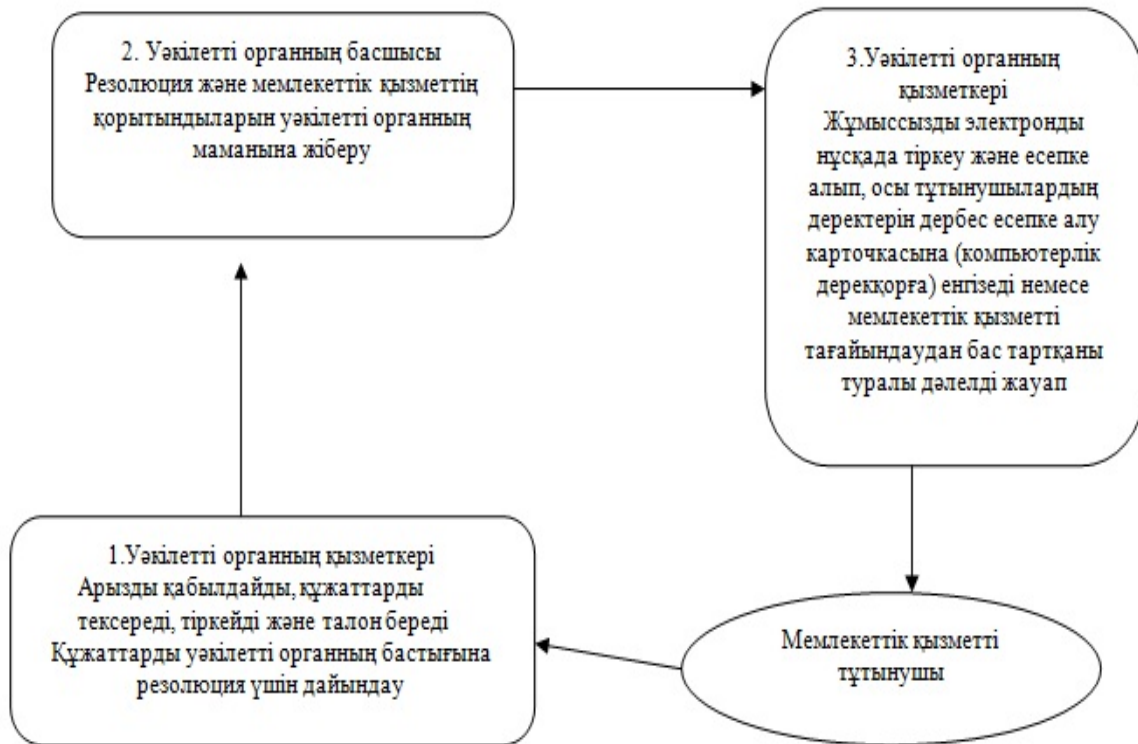 2. Уәкілетті органның басшысы
Резолюция және мемлекеттік қызметтің
қорытындыларын уәкілетті органның
маманына жіберу
3.Уәкілетті органның
қызметкері
Жұмыссызды электронды
нұсқада тіркеу және есепке
алып, осы тұтынушылардың
деректерін дербес есепке алу
карточкасына (компьютерлік
дерекқорға) енгізеді немесе
мемлекеттік қызметті
тағайындаудан бас тартқаны
туралы дәлелді жауап
1.Уәкілетті органның қызметкері
Арызды қабылдайды, құжаттарды
тексереді, тіркейді және талон береді
Құжаттарды уәкілетті органның бастығына
резолюция үшін дайындау
Мемлекеттік қызметті
тұтынушы